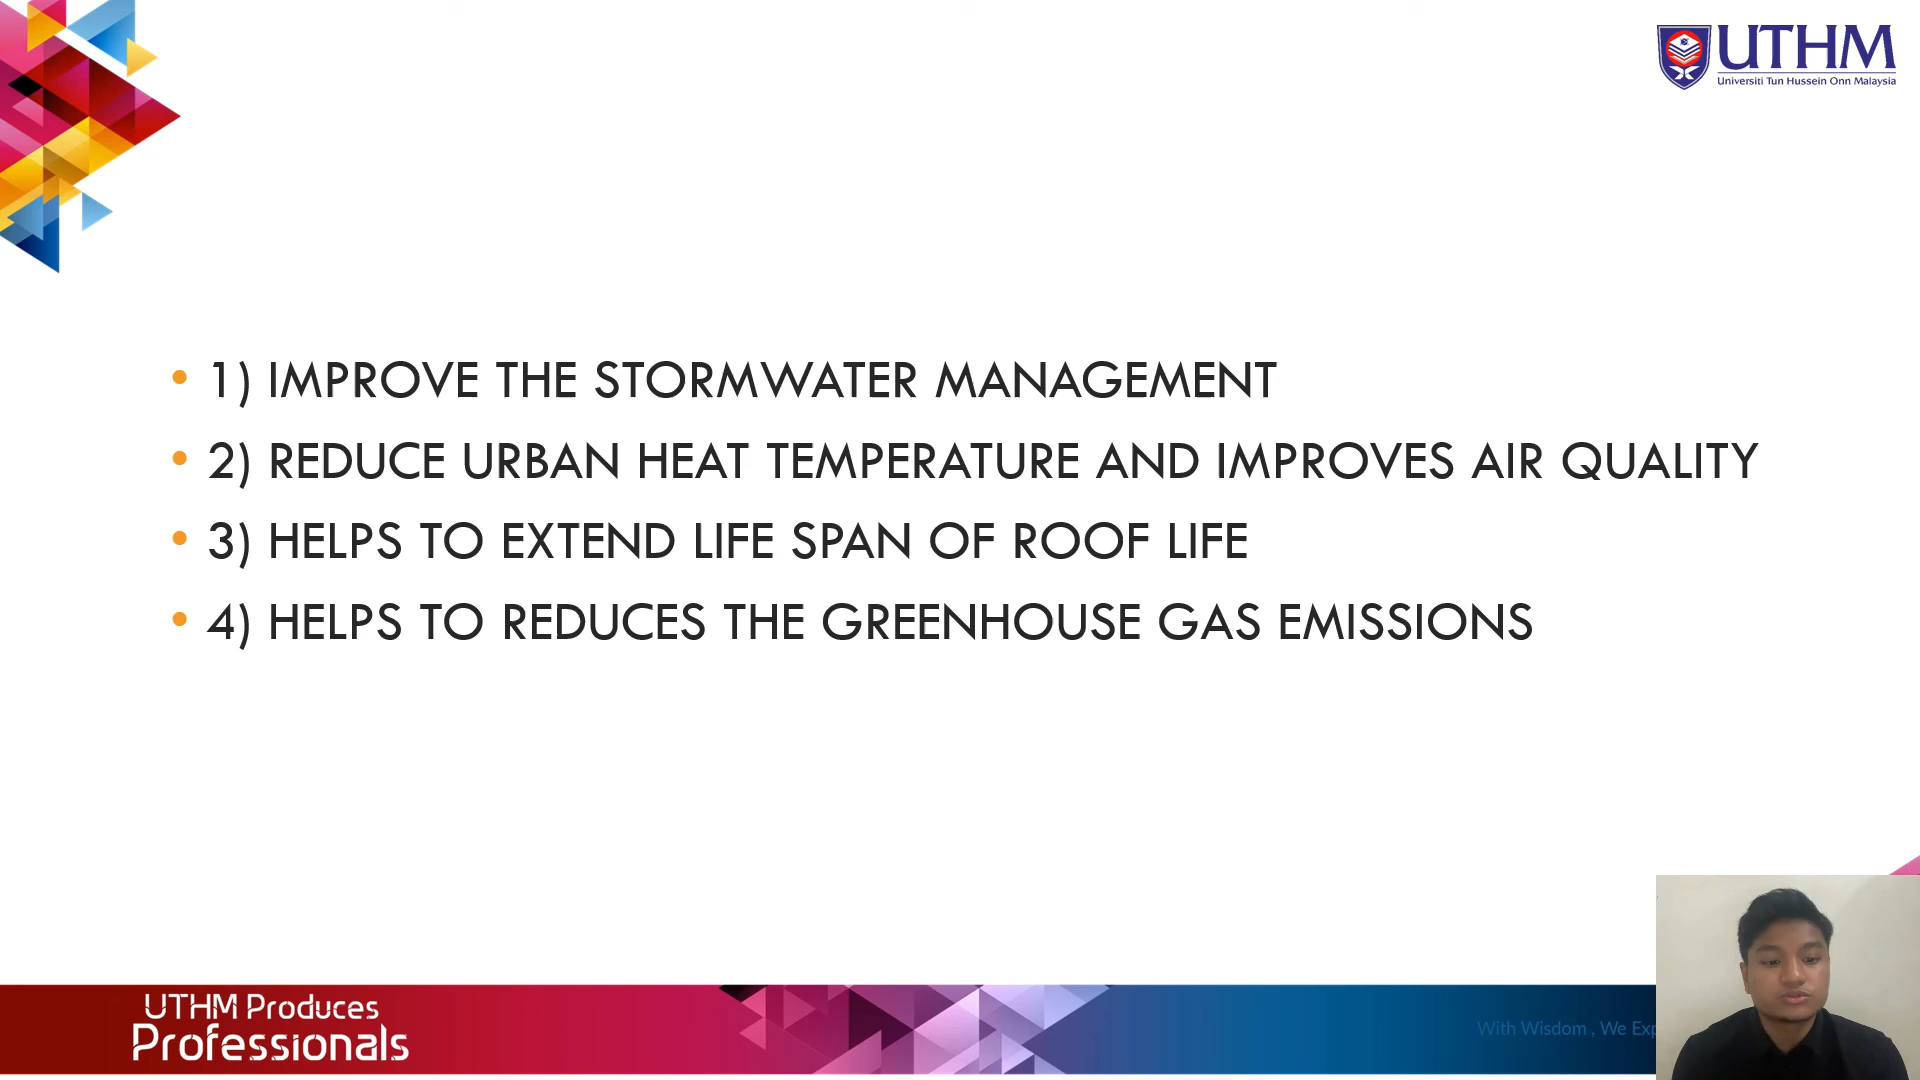 UTHM
Universiti Tun Hussein Onn Malaysia
• 1) IMPROVE THE STORMWATER MANAGEMENT
• 2) REDUCE URBAN HEAT TEMPERATURE AND IMPROVES AIR QUALITY
• 3) HELPS TO EXTEND LIFE SPAN OF ROOF LIFE
• 4) HELPS TO REDUCES THE GREENHOUSE GAS EMISSIONS
UTHM Produces
Professionals
With Wisdom , We